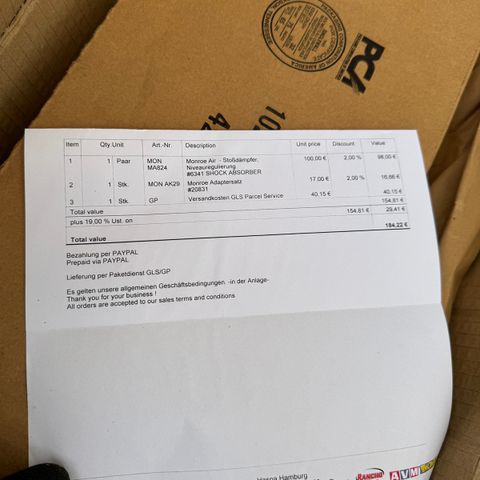 PCA
Item Qty Unit Art.-Nr. Description Unit price Discount Value
1 1 Paar MON MA824 Monroe Air - Stoßdämpfer, 100,00 € 2,00 % 98,00 €
Niveauregulierung
#6341 SHOCK ABSORBER
2 1 Stk. MON AK29 Monroe Adaptersatz 17,00 € 2,00 % 16,66 €
#20831
3 1 Stk. GP Versandkosten GLS Parcel Service 40,15 € 40,15 €
Total value 154,81 €
plus 19,00 % Ust. on 154,81 € 29,41 €
Total value 184,22 €
Bezahlung per PAYPAL
Prepaid via PAYPAL
Lieferung per Paketdienst GLS/GP
Es gelten unsere allgemeinen Geschäftsbedingungen -in der Anlage-
Thank you for your business !
All orders are accepted to our sales terms and conditions
Hamburg
RANCHO
AVM